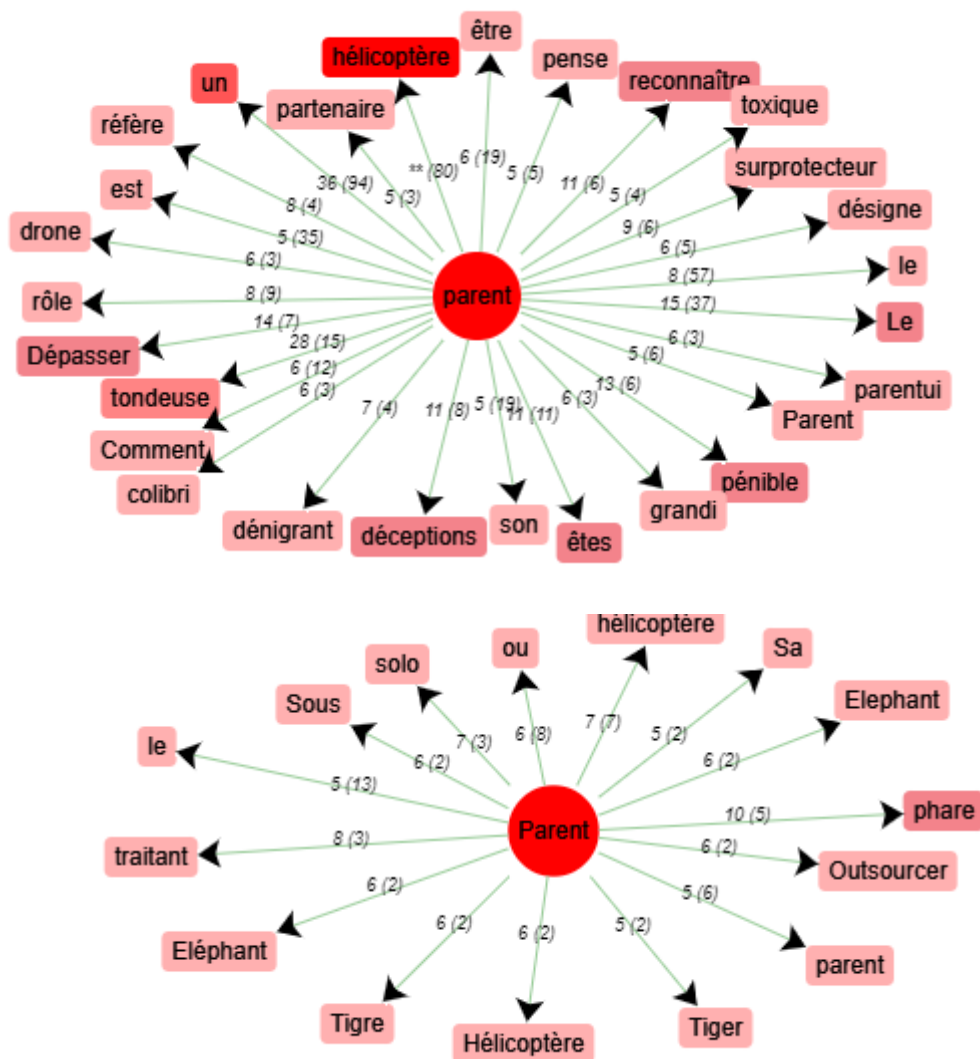 être
hélicoptère
pense
un
reconnaître
partenaire
toxique
réfère
surprotecteur
est
désigne
drone
le
rôle
Le
parent
Dépasser
parentui
tondeuse
Parent
Comment
pénible
colibri
grandi
dénigrant
déceptions
son
êtes
6 (19)
** (80)
5 (5)
36 (94)
5 (3)
11 (6)
5 (4)
8 (4)
9 (6)
5 (35)
6 (5)
6 (3)
8 (57)
8 (9)
15 (37)
14 (7)
6 (3)
28 (15)
5 (6)
6 (12)
13 (6)
6 (3)
6 (3)
7 (4)
11 (8)
5 (19)
11 (11)
hélicoptère
ou
Sa
solo
Sous
Elephant
le
phare
Parent
traitant
Outsourcer
Eléphant
parent
Tigre
Hélicoptère
Tiger
7 (3)
6 (8)
7 (7)
5 (2)
6 (2)
6 (2)
5 (13)
10 (5)
8 (3)
6 (2)
6 (2)
5 (6)
6 (2)
6 (2)
5 (2)